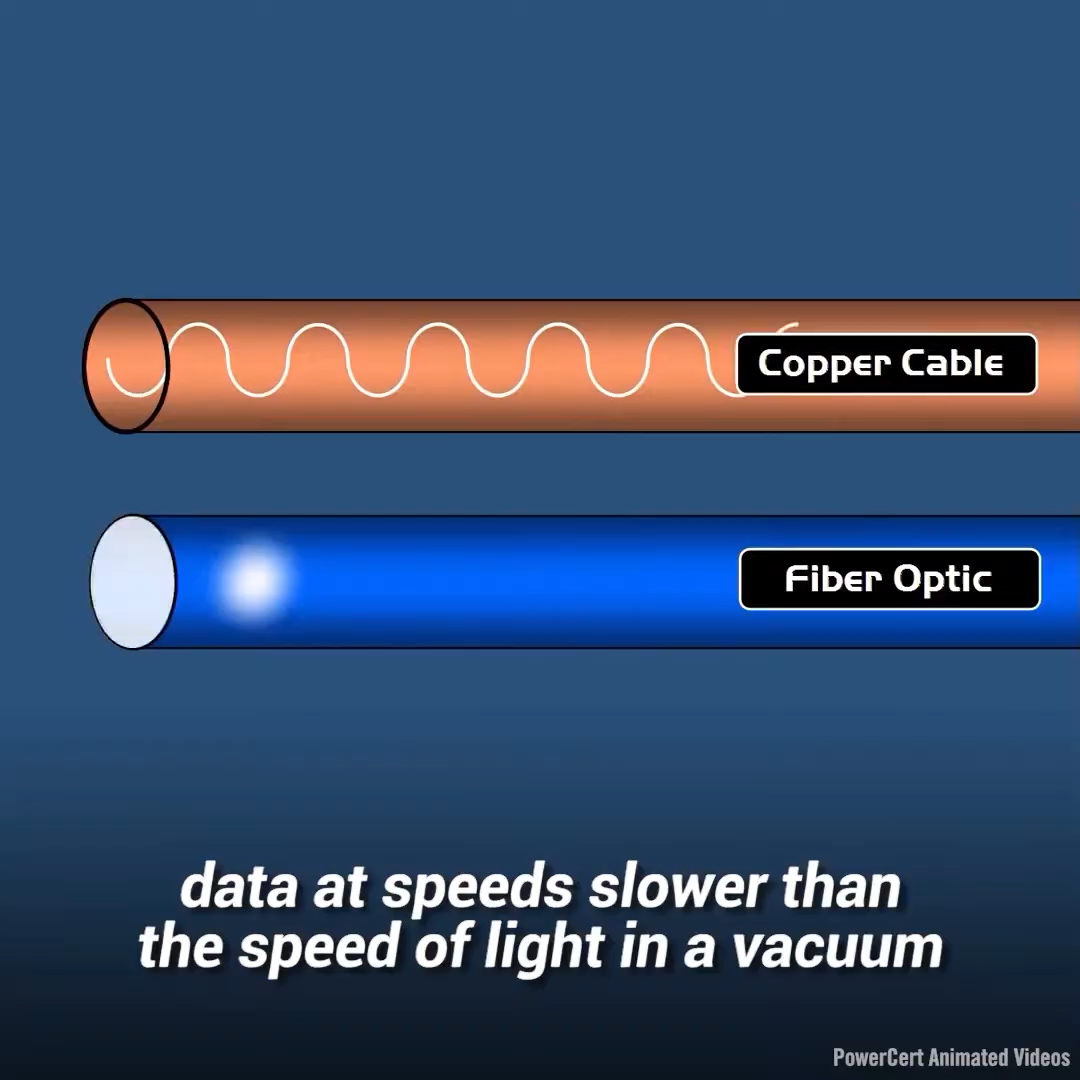 Copper Cable
Fiber Optic
data at speeds slower than
the speed of light in a vacuum
PowerCert Animated Videos